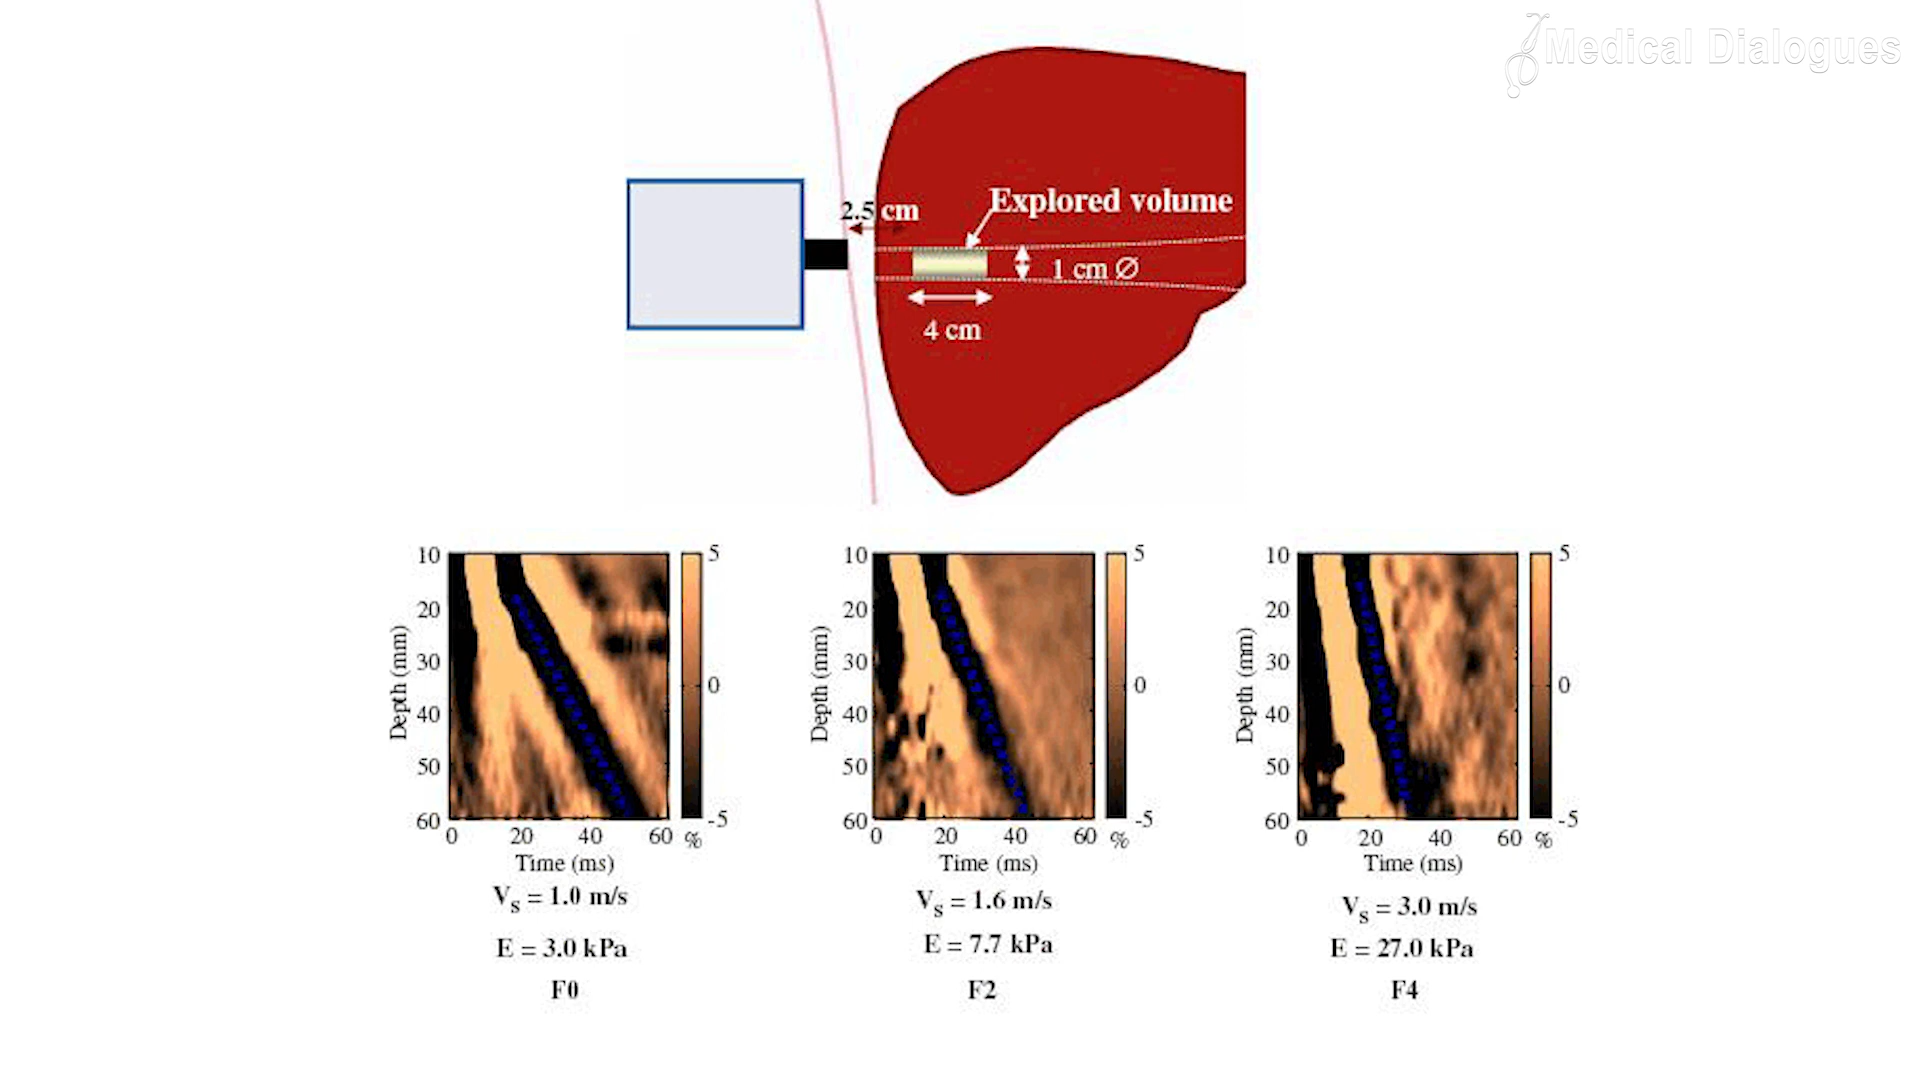 Medical Dialogues
2.5 cm
Explored volume
1 cm Ø
4 cm
10
20
30
40
50
60
Depth (mm)
0 20 40 60
Time (ms)
5
0
-5
%
Vs = 1.0 m/s
E = 3.0 kPa
F0
10
20
30
40
50
60
Depth (mm)
0 20 40 60
Time (ms)
5
0
-5
%
Vs = 1.6 m/s
E = 7.7 kPa
F2
10
20
30
40
50
60
Depth (mm)
0 20 40 60
Time (ms)
5
0
-5
%
Vs = 3.0 m/s
E = 27.0 kPa
F4